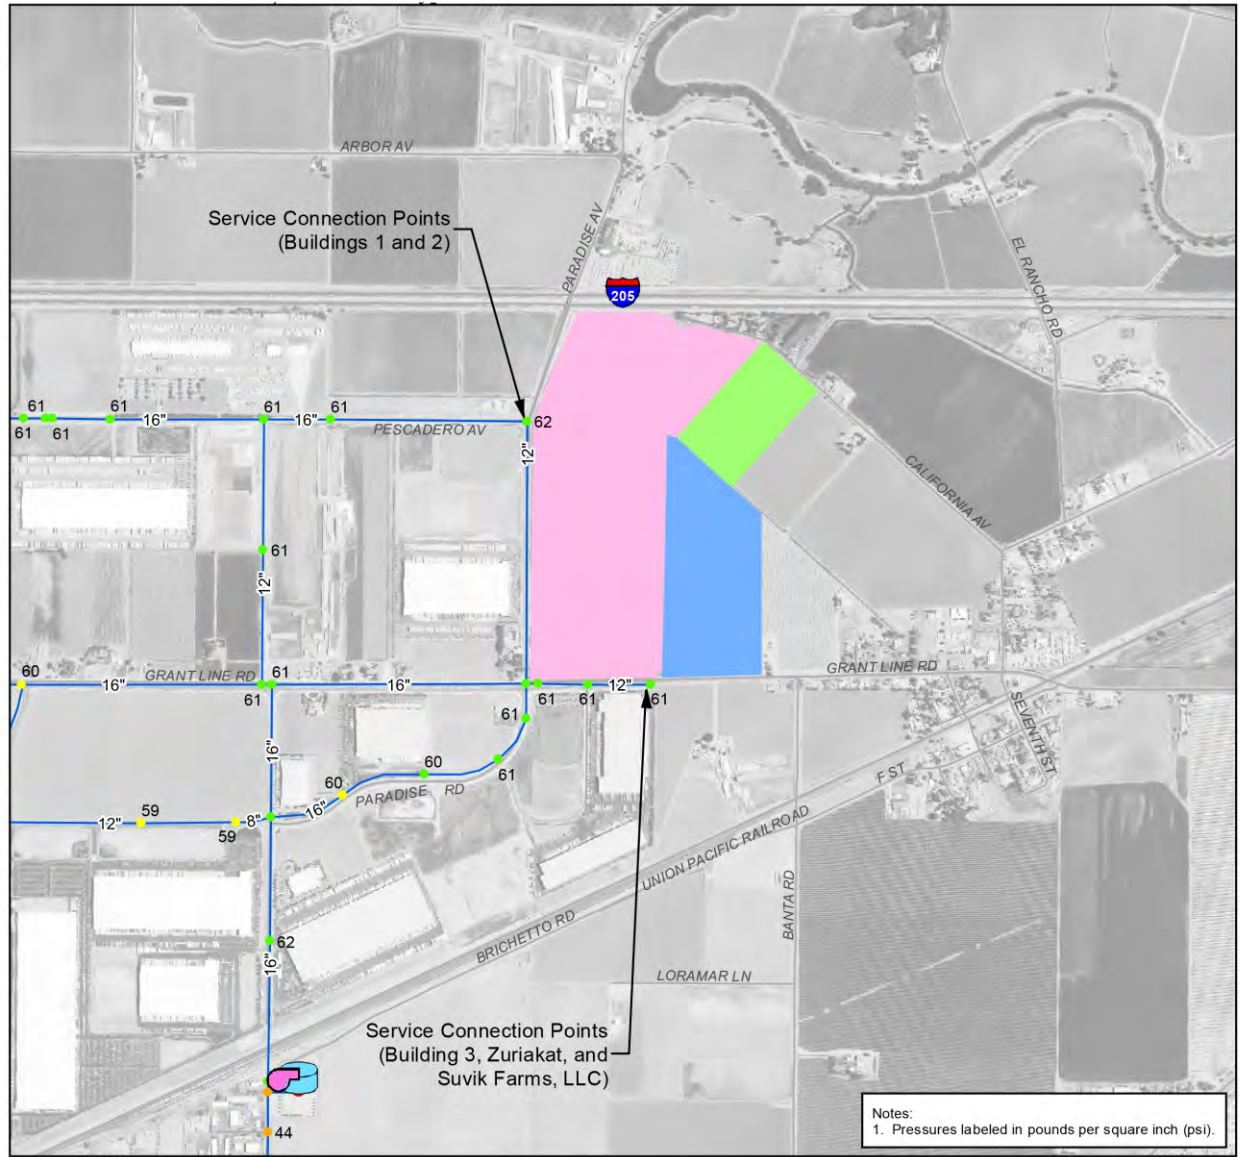 ARBOR AV
Service Connection Points
(Buildings 1 and 2)
PARADISE AV
EL RANCHO RD
205
61
61
61
61
61
61
16"
16"
PESCADERO AV
62
12"
CALIFORNIA AV
61
12"
60
16"
GRANT LINE RD
61
61
16"
61
61
12"
61
GRANT LINE RD
61
SEVENTH ST
16"
60
61
60
PARADISE RD
F ST
59
12"
59
8"
16"
UNION PACIFIC RAILROAD
BANTA RD
BRICHETTO RD
62
16"
LORAMAR LN
Service Connection Points
(Building 3, Zuriakat, and
Suvik Farms, LLC)
44
Notes:
1. Pressures labeled in pounds per square inch (psi).